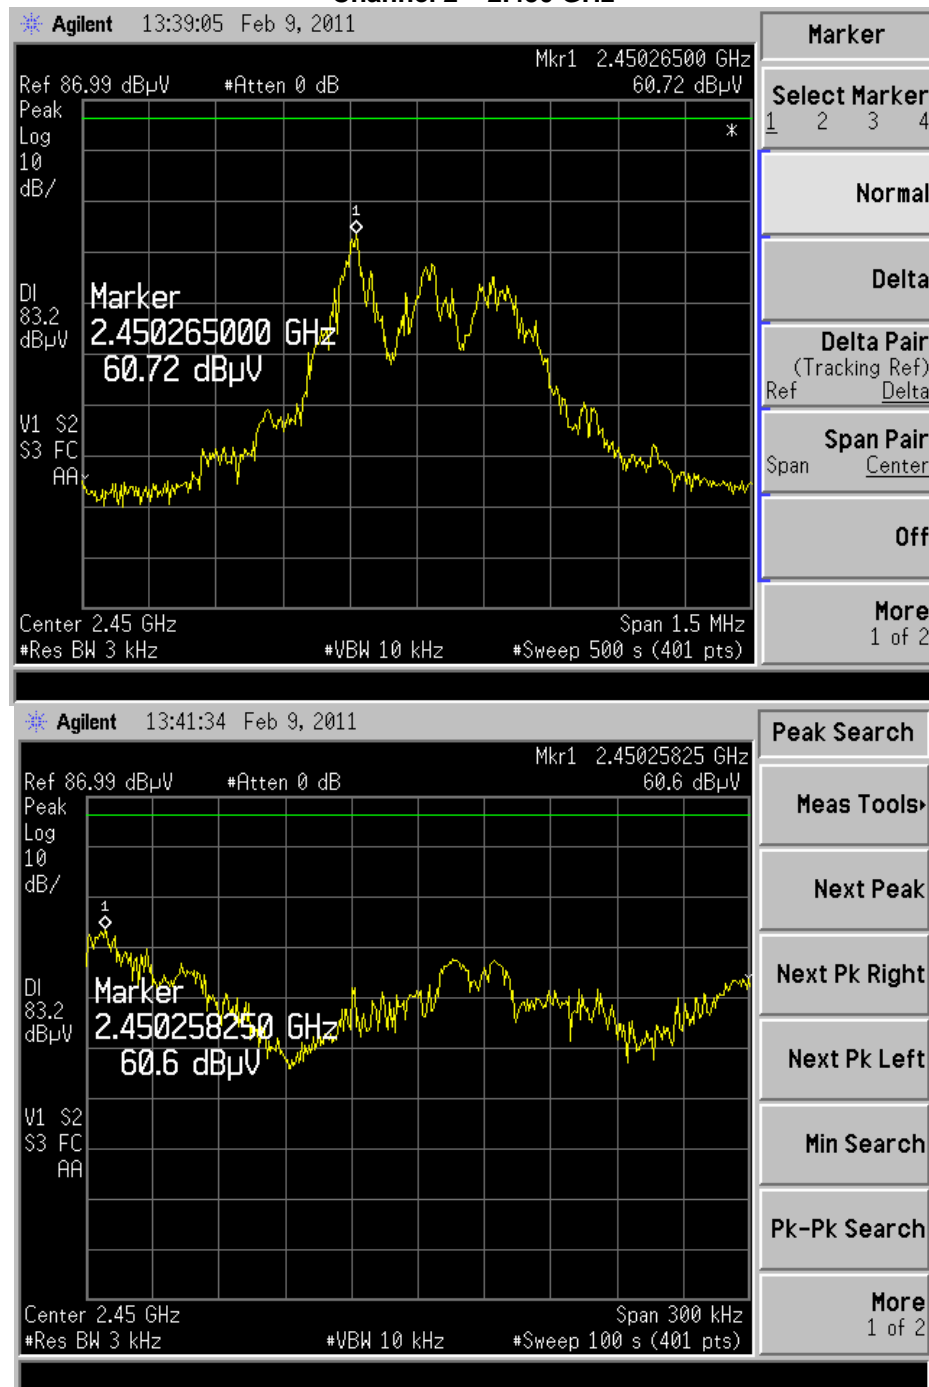 Agilent 13:39:05 Feb 9, 2011
Mkr1 2.45026500 GHz
Ref 86.99 dBµV #Atten 0 dB 60.72 dBµV
Peak
Log
10
dB/
*
1
DI
83.2
dBµV
Marker
2.450265000 GHz
60.72 dBµV
V1 S2
S3 FC
AA
Center 2.45 GHz Span 1.5 MHz
#Res BW 3 kHz #VBW 10 kHz #Sweep 500 s (401 pts)
Marker
Select Marker
1 2 3 4
Normal
Delta
Delta Pair
(Tracking Ref)
Ref Delta
Span Pair
Span Center
Off
More
1 of 2
Agilent 13:41:34 Feb 9, 2011
Mkr1 2.45025825 GHz
Ref 86.99 dBµV #Atten 0 dB 60.6 dBµV
Peak
Log
10
dB/
1
DI
83.2
dBµV
Marker
2.450258250 GHz
60.6 dBµV
V1 S2
S3 FC
AA
Center 2.45 GHz Span 300 kHz
#Res BW 3 kHz #VBW 10 kHz #Sweep 100 s (401 pts)
Peak Search
Meas Tools
Next Peak
Next Pk Right
Next Pk Left
Min Search
Pk-Pk Search
More
1 of 2